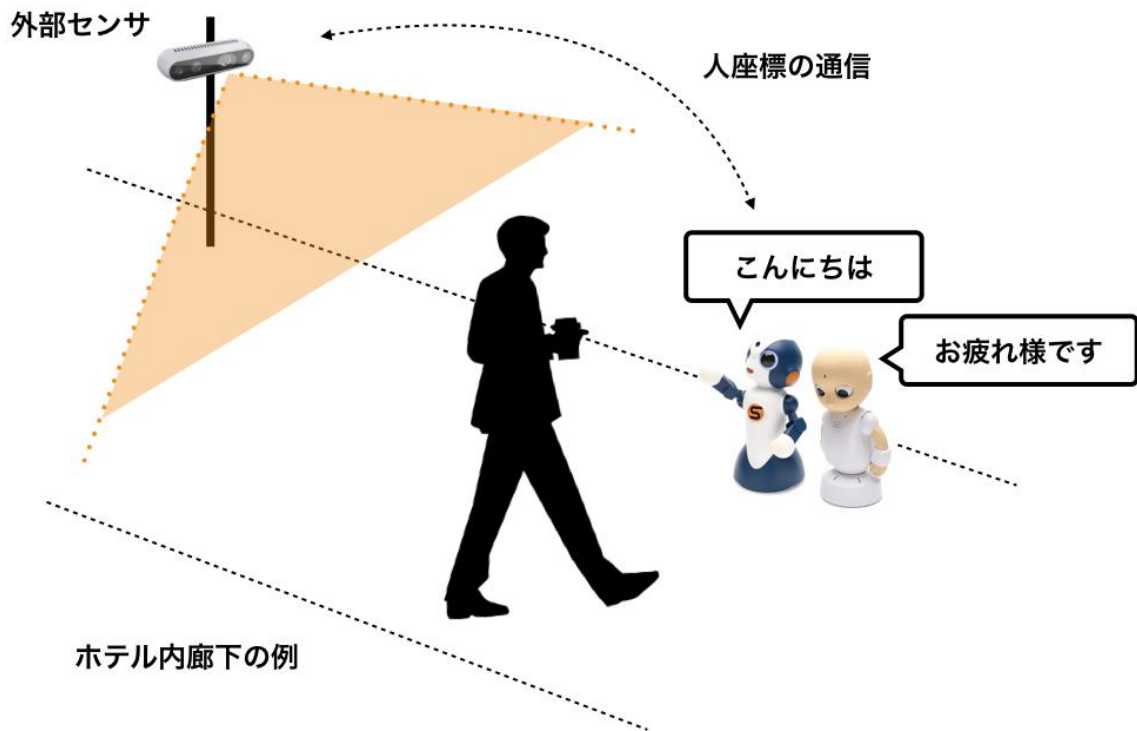 外部センサ
人座標の通信
こんにちは
お疲れ様です
S
ホテル内廊下の例